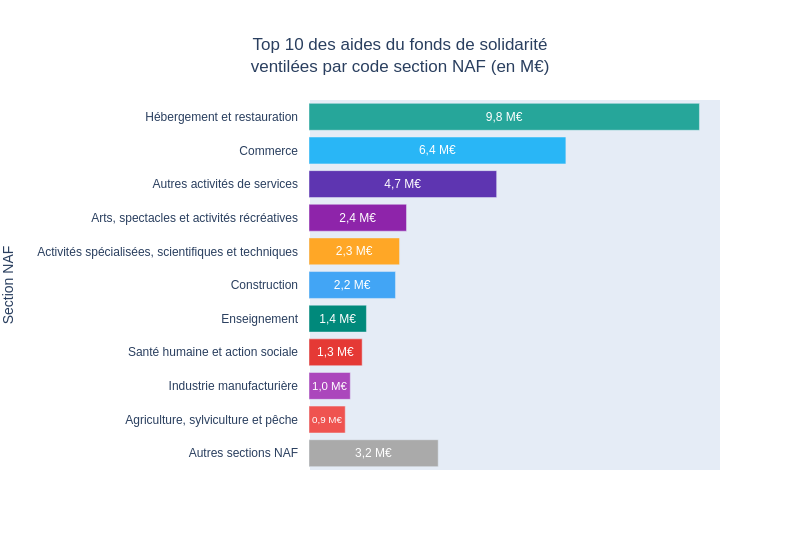 Top 10 des aides du fonds de solidarité
ventilées par code section NAF (en M€)
Section NAF
Hébergement et restauration 9,8 M€
Commerce 6,4 M€
Autres activités de services 4,7 M€
Arts, spectacles et activités récréatives 2,4 M€
Activités spécialisées, scientifiques et techniques 2,3 M€
Construction 2,2 M€
Enseignement 1,4 M€
Santé humaine et action sociale 1,3 M€
Industrie manufacturière 1,0 M€
Agriculture, sylviculture et pêche 0,9 M€
Autres sections NAF 3,2 M€